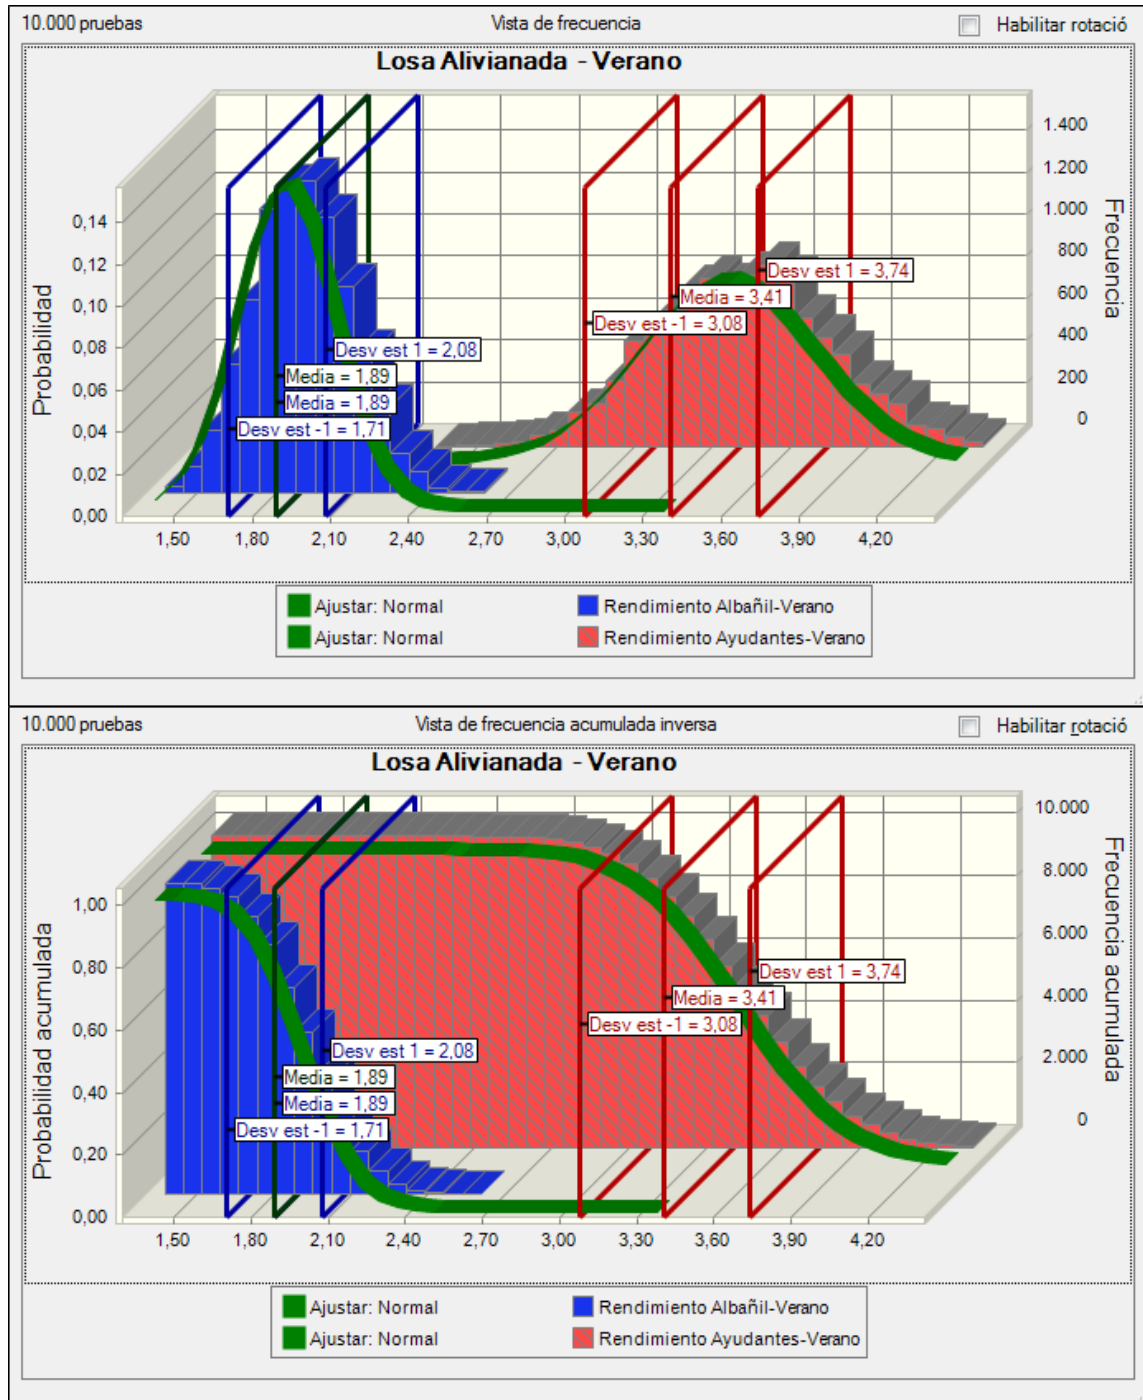 10.000 pruebas Vista de frecuencia Habilitar rotació
Losa Alivianada - Verano
Probabilidad
0,14
0,12
0,10
0,08
0,06
0,04
0,02
0,00
1.400
1.200
1.000
800
600
400
200
0
Frecuencia
Desv est 1 = 3,74
Media = 3,41
Desv est -1 = 3,08
Desv est 1 = 2,08
Media = 1,89
Media = 1,89
Desv est -1 = 1,71
1,50 1,80 2,10 2,40 2,70 3,00 3,30 3,60 3,90 4,20
Ajustar: Normal Rendimiento Albañil-Verano
Ajustar: Normal Rendimiento Ayudantes-Verano
10.000 pruebas Vista de frecuencia acumulada inversa Habilitar rotació
Losa Alivianada - Verano
Probabilidad acumulada
1,00
0,80
0,60
0,40
0,20
0,00
10.000
8.000
6.000
4.000
2.000
0
Frecuencia acumulada
Desv est 1 = 3,74
Media = 3,41
Desv est -1 = 3,08
Desv est 1 = 2,08
Media = 1,89
Media = 1,89
Desv est -1 = 1,71
1,50 1,80 2,10 2,40 2,70 3,00 3,30 3,60 3,90 4,20
Ajustar: Normal Rendimiento Albañil-Verano
Ajustar: Normal Rendimiento Ayudantes-Verano